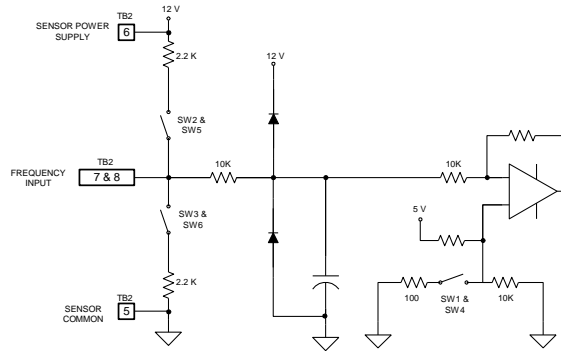 12 V
TB2
SENSOR POWER
SUPPLY
6
2.2 K
12 V
SW2 &
SW5
TB2
FREQUENCY
INPUT
7 & 8
10K
10K
SW3 &
SW6
5 V
2.2 K
TB2
SENSOR
COMMON
5
100
SW1 &
SW4
10K